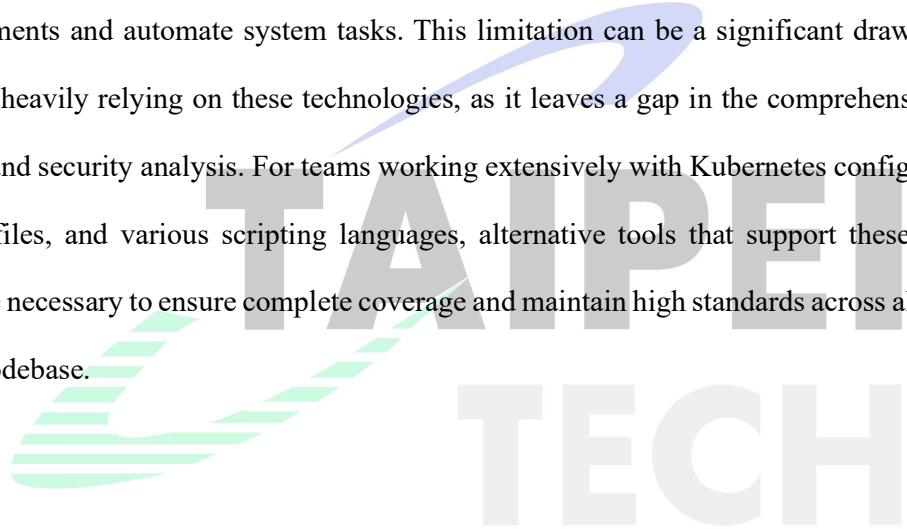 ments and automate system tasks. This limitation can be a significant draw
heavily relying on these technologies, as it leaves a gap in the comprehens
nd security analysis. For teams working extensively with Kubernetes config
files, and various scripting languages, alternative tools that support these
necessary to ensure complete coverage and maintain high standards across al
debase.
TAIPEI
TECH